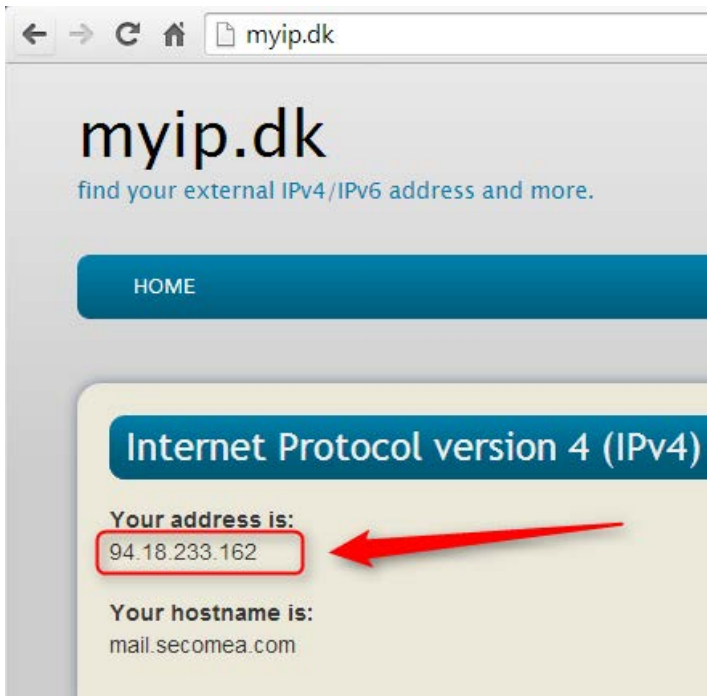 myip.dk
myip.dk
find your external IPv4/IPv6 address and more.
HOME
Internet Protocol version 4 (IPv4)
Your address is:
94.18.233.162
Your hostname is:
mail.secomea.com